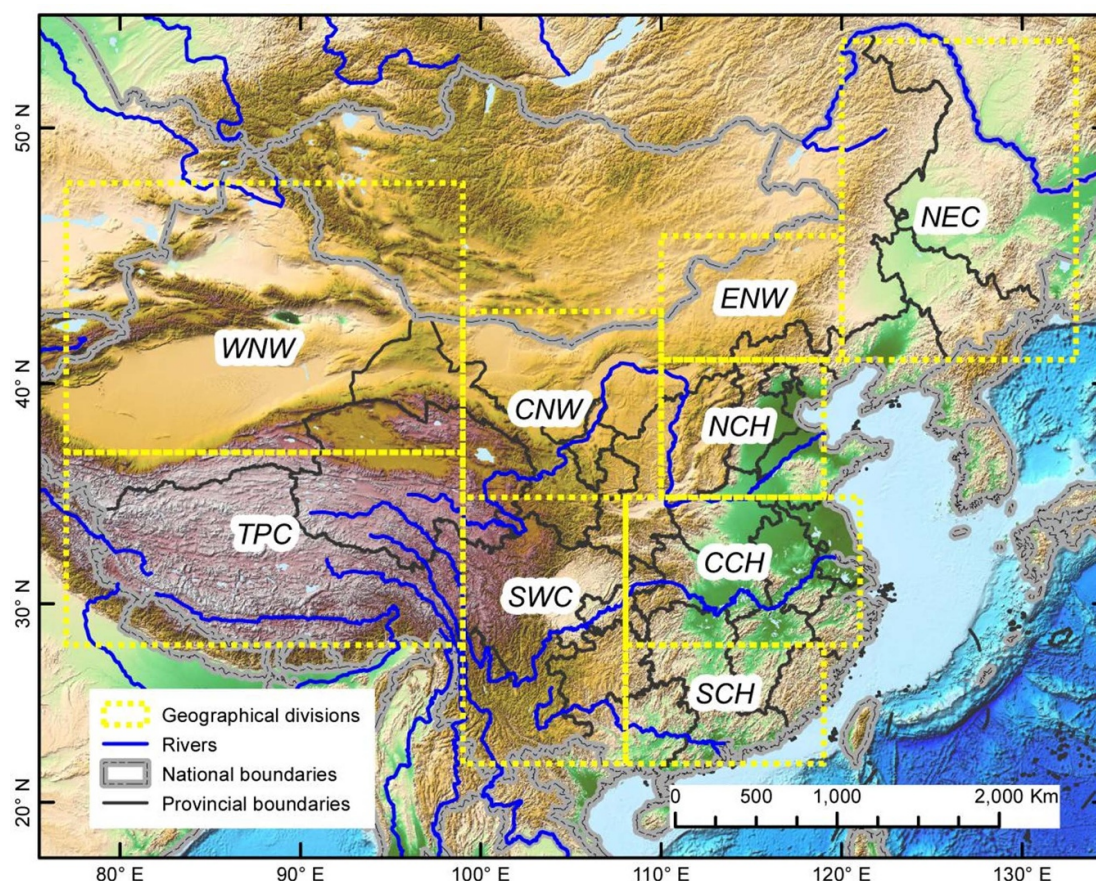 50° N
40° N
30° N
20° N
NEC
ENW
WNW
CNW
NCH
TPC
CCH
SWC
SCH
Geographical divisions
Rivers
National boundaries
Provincial boundaries
0 500 1,000 2,000 Km
80° E 90° E 100° E 110° E 120° E 130° E